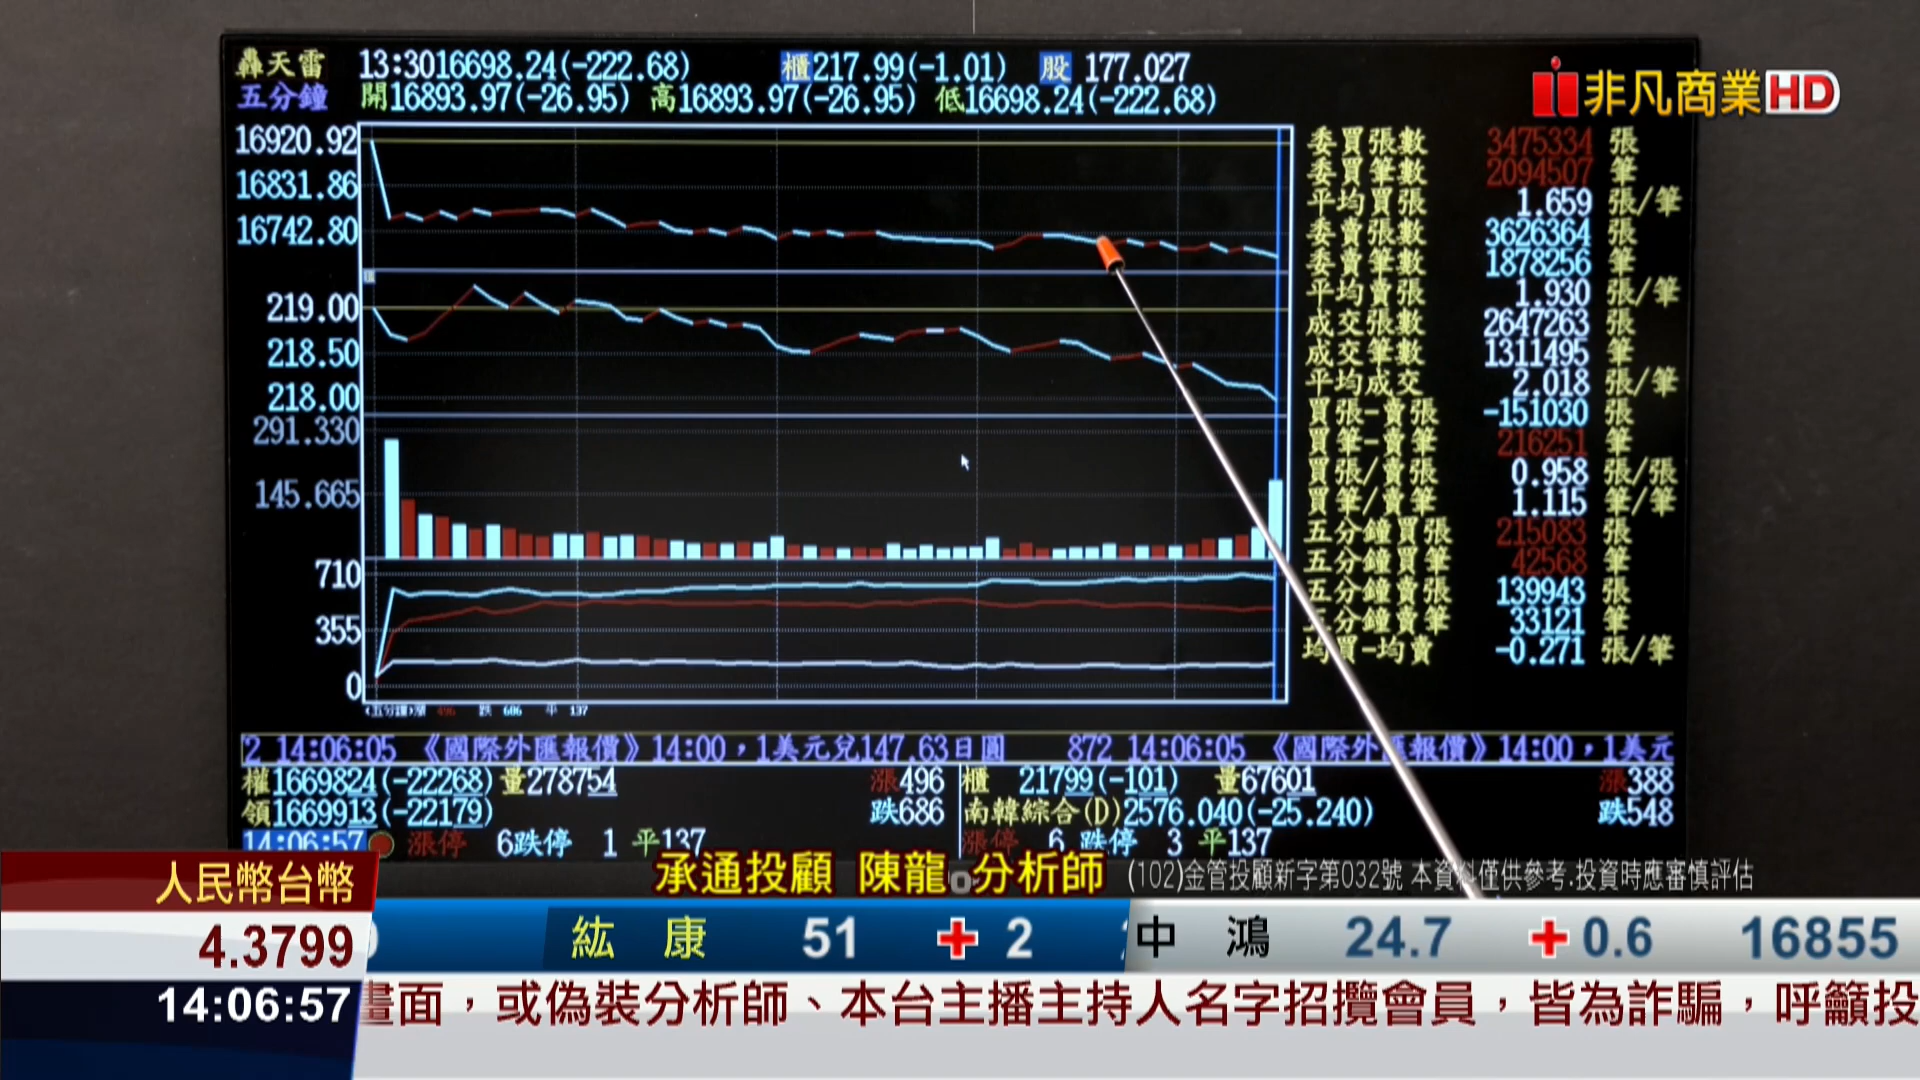 轟天雷 13:30 16698.24(-222.68) 櫃217.99(-1.01) 股 177.027
五分鐘 開16893.97(-26.95) 高16893.97(-26.95) 低16698.24(-222.68)
非凡商業HD
16920.92
16831.86
16742.80
219.00
218.50
218.00
291.330
145.665
710
355
0
委買張數 3475334 張
委買筆數 2094507 筆
平均買張 1.659 張/筆
委賣張數 3626364 張
委賣筆數 1878256 筆
平均賣張 1.930 張/筆
成交張數 2647263 張
成交筆數 1311495 筆
平均成交 2.018 張/筆
買張-賣張 -151030 張
買筆-賣筆 216251 筆
買張/賣張 0.958 張/張
買筆/賣筆 1.115 筆/筆
五分鐘買張 215083 張
五分鐘買筆 42568 筆
五分鐘賣張 139943 張
五分鐘賣筆 33121 筆
均買-均賣 -0.271 張/筆
(五分鐘)漲 496 跌 686 平 137
2 14:06:05 《國際外匯報價》14:00，1美元兌147.63日圓 872 14:06:05 《國際外匯報價》14:00，1美元
權1669824(-22268) 量278754 漲496 櫃 21799(-101) 量67601 漲388
領1669913(-22179) 跌686 南韓綜合(D)2576.040(-25.240) 跌548
14:06:57 漲停 6跌停 1 平137 漲停 6 跌停 3 平137
承通投顧 陳龍 分析師 (102)金管投顧新字第032號 本資料僅供參考.投資時應審慎評估
人民幣台幣
4.3799
紘康 51 + 2 中鴻 24.7 + 0.6 16855
14:06:57
畫面，或偽裝分析師、本台主播主持人名字招攬會員，皆為詐騙，呼籲投